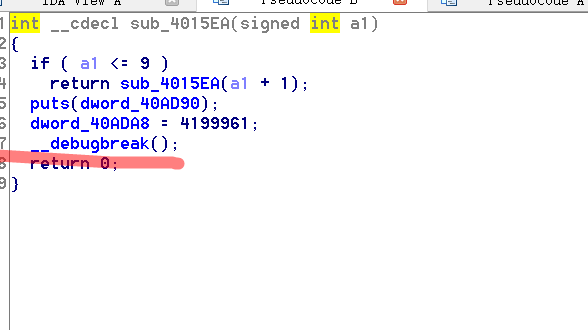 IDA View A
Pseudocode B
Pseudocode A
1 int __cdecl sub_4015EA(signed int a1)
2 {
3 if ( a1 <= 9 )
4 return sub_4015EA(a1 + 1);
5 puts(dword_40AD90);
6 dword_40ADA8 = 4199961;
7 __debugbreak();
8 return 0;
9 }